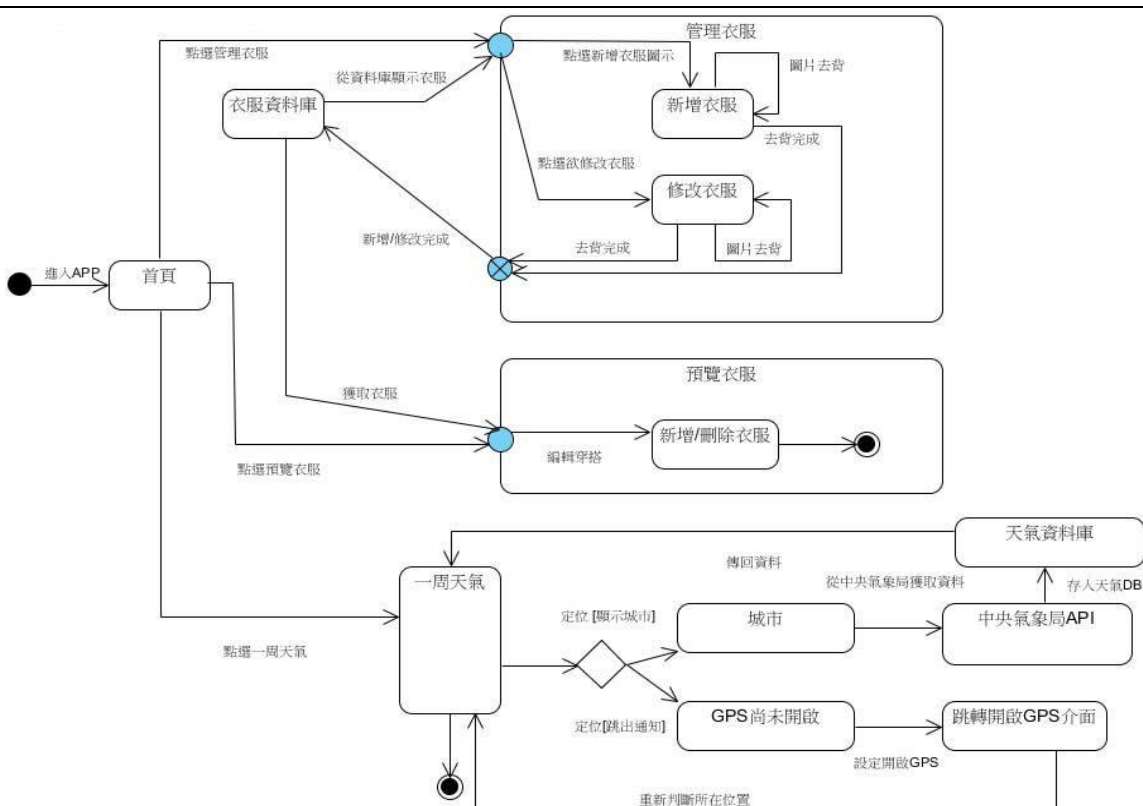 管理衣服
點選管理衣服
點選新增衣服圖示
圖片去背
從資料庫顯示衣服
衣服資料庫
新增衣服
去背完成
點選欲修改衣服
修改衣服
新增/修改完成
去背完成
圖片去背
進入APP
首頁
預覽衣服
獲取衣服
新增/刪除衣服
編輯穿搭
點選預覽衣服
天氣資料庫
傳回資料
一周天氣
從中央氣象局獲取資料
存入天氣DB
定位 [顯示城市]
城市
中央氣象局API
點選一周天氣
定位[跳出通知]
GPS尚未開啟
跳轉開啟GPS介面
設定開啟GPS
重新判斷所在位置